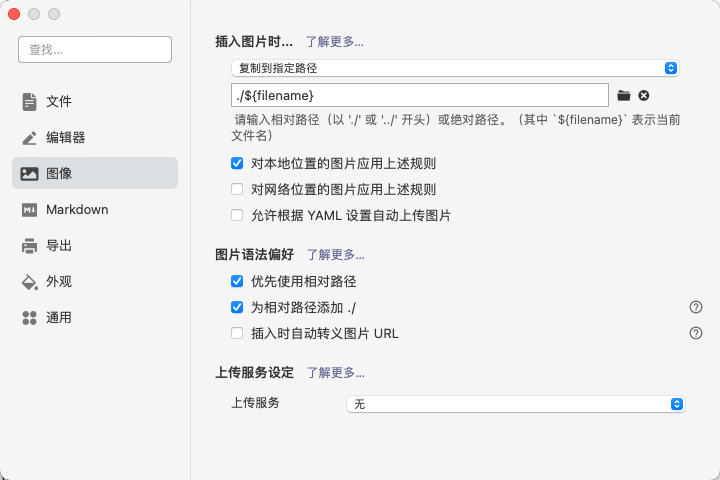 查找...
文件
编辑器
图像
Markdown
导出
外观
通用
插入图片时... 了解更多...
复制到指定路径
./${filename}
请输入相对路径（以 './' 或 '../' 开头）或绝对路径。（其中 `${filename}` 表示当前
文件名）
对本地位置的图片应用上述规则
对网络位置的图片应用上述规则
允许根据 YAML 设置自动上传图片
图片语法偏好 了解更多...
优先使用相对路径
为相对路径添加 ./
插入时自动转义图片 URL
上传服务设定 了解更多...
上传服务 无